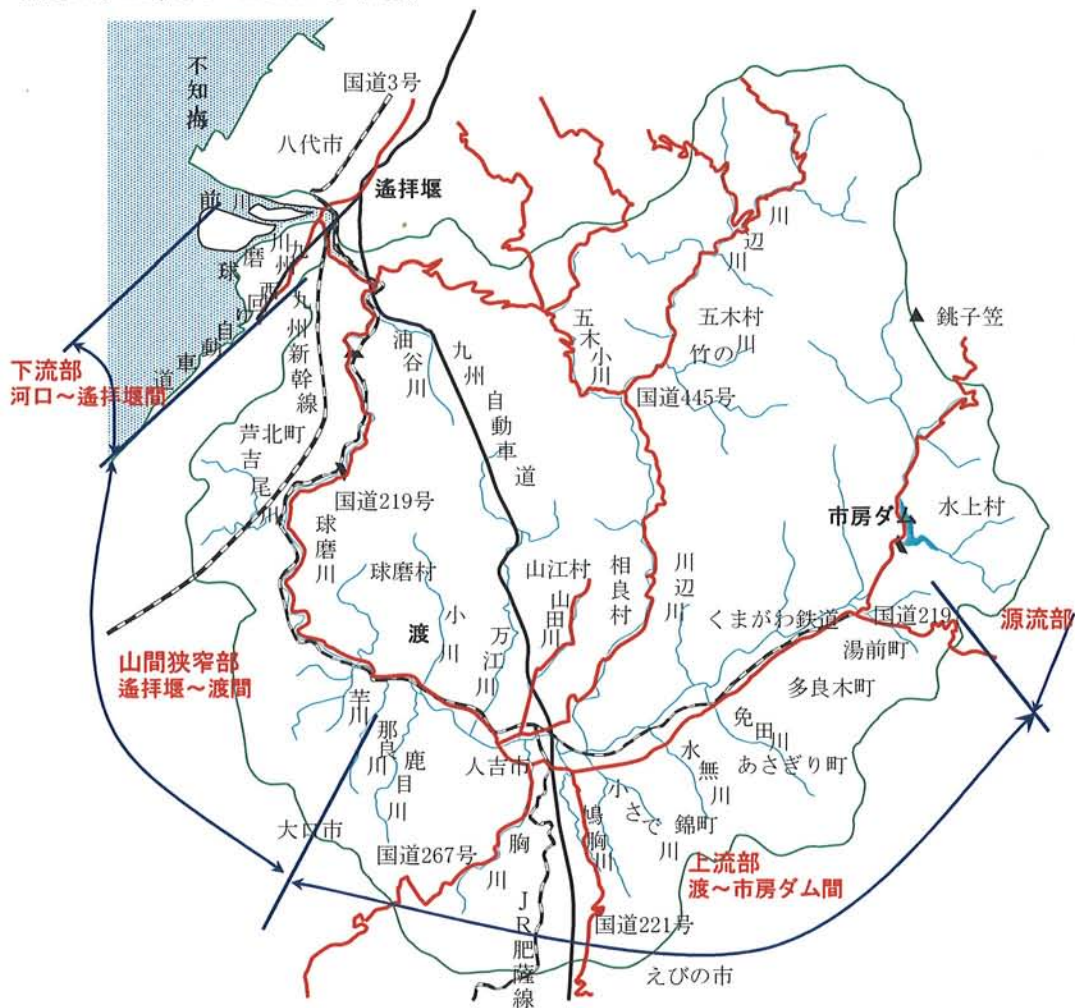 不知火海
国道3号
八代市
遙拝堰
前川
球磨川
九州西回り自動車道
九州新幹線
下流部
河口～遙拝堰間
油谷川
九州自動車道
五木小川
川辺川
五木村
竹の川
国道445号
銚子笠
芦北町
吉尾川
国道219号
球磨川
市房ダム
水上村
球磨村
小川
渡
山江村
山田川
万江川
相良村
川辺川
くまがわ鉄道
国道219
湯前町
源流部
山間狭窄部
遙拝堰～渡間
多良木町
芋川
那良川
鹿目川
人吉市
免田川
あさぎり町
水無川
小さで川
錦町
鳩胸川
大口市
国道267号
胸川
上流部
渡～市房ダム間
国道221号
JR肥薩線
えびの市